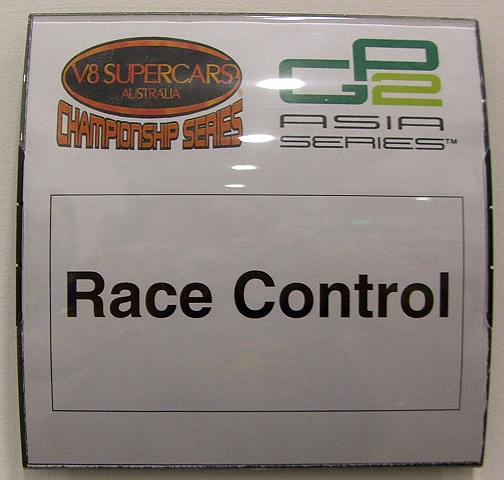 V8 SUPERCARS
AUSTRALIA
CHAMPIONSHIP SERIES
GP2
ASIA
SERIES™
Race Control